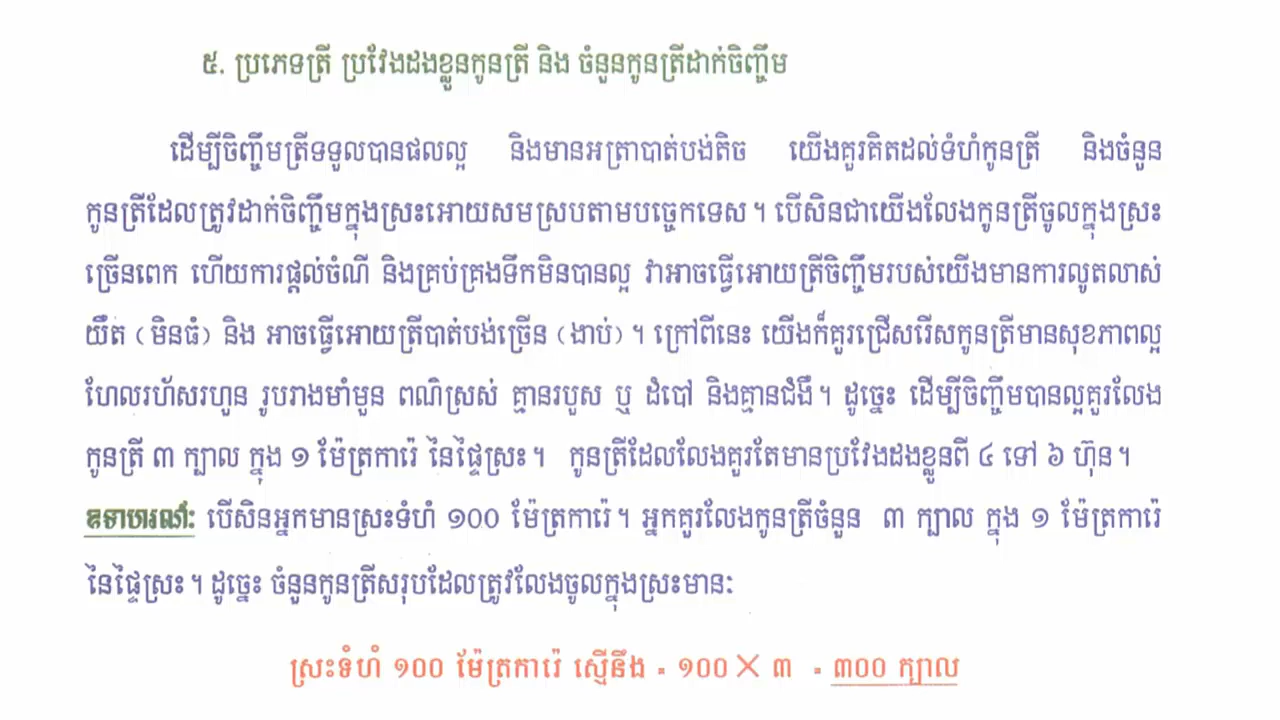 ៥. ប្រភេទត្រី ប្រវែងដងខ្លួនកូនត្រី និង ចំនួនកូនត្រីដាក់ចិញ្ចឹម
ដើម្បីចិញ្ចឹមត្រីទទួលបានផលល្អ និងមានអត្រាបាត់បង់តិច យើងគួរគិតដល់ទំហំកូនត្រី និងចំនួន
កូនត្រីដែលត្រូវដាក់ចិញ្ចឹមក្នុងស្រះអោយសមស្របតាមបច្ចេកទេស។ បើសិនជាយើងលែងកូនត្រីចូលក្នុងស្រះ
ច្រើនពេក ហើយការផ្តល់ចំណី និងគ្រប់គ្រងទឹកមិនបានល្អ វាអាចធ្វើអោយត្រីចិញ្ចឹមរបស់យើងមានការលូតលាស់
យឺត (មិនធំ) និង អាចធ្វើអោយត្រីបាត់បង់ច្រើន (ងាប់)។ ក្រៅពីនេះ យើងក៏គួរជ្រើសរើសកូនត្រីមានសុខភាពល្អ
ហែលរហ័សរហួន រូបរាងមាំមួន ពណ៌ស្រស់ គ្មានរបួស ឬ ដំបៅ និងគ្មានជំងឺ។ ដូច្នេះ ដើម្បីចិញ្ចឹមបានល្អគួរលែង
កូនត្រី ៣ ក្បាល ក្នុង ១ ម៉ែត្រការ៉េ នៃផ្ទៃស្រះ។ កូនត្រីដែលលែងគួរតែមានប្រវែងដងខ្លួនពី ៤ ទៅ ៦ ហ៊ុន។
ឧទាហរណ៍ៈ បើសិនអ្នកមានស្រះទំហំ ១០០ ម៉ែត្រការ៉េ។ អ្នកគួរលែងកូនត្រីចំនួន ៣ ក្បាល ក្នុង ១ ម៉ែត្រការ៉េ
នៃផ្ទៃស្រះ។ ដូច្នេះ ចំនួនកូនត្រីសរុបដែលត្រូវលែងចូលក្នុងស្រះមានៈ
ស្រះទំហំ ១០០ ម៉ែត្រការ៉េ ស្មើនឹង = ១០០ X ៣ = ៣០០ ក្បាល